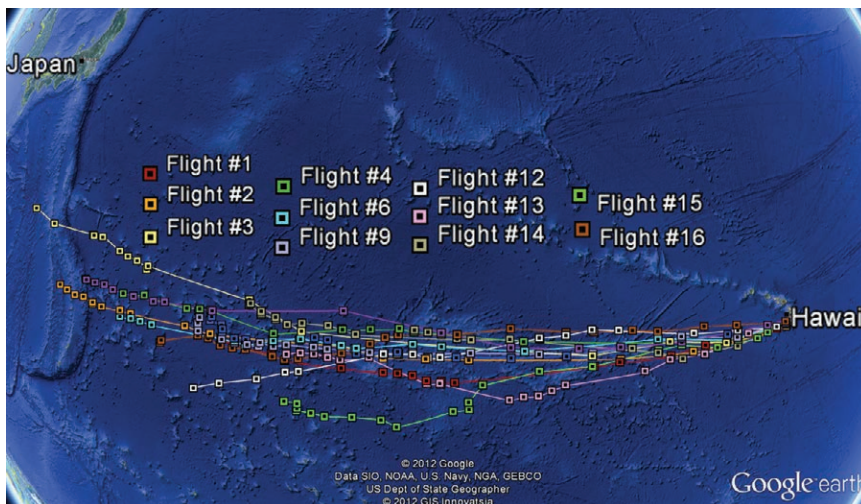 Japan
Flight #1
Flight #2
Flight #3
Flight #4
Flight #6
Flight #9
Flight #12
Flight #13
Flight #14
Flight #15
Flight #16
Hawai
© 2012 Google
Data SIO, NOAA, U.S. Navy, NGA, GEBCO
US Dept of State Geographer
© 2012 GIS Innovatsia
Google earth